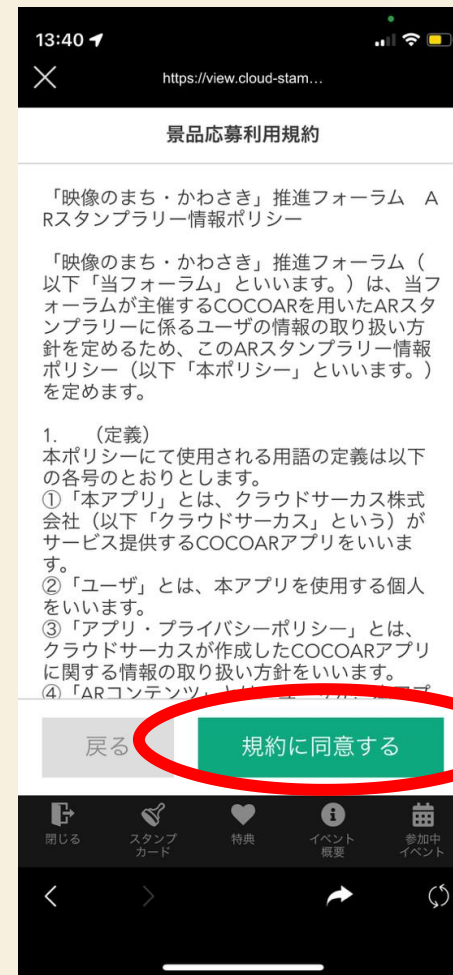 13:40
https://view.cloud-stam...
景品応募利用規約
「映像のまち・かわさき」推進フォーラム　A
Rスタンプラリー情報ポリシー
「映像のまち・かわさき」推進フォーラム（
以下「当フォーラム」といいます。）は、当フ
ォーラムが主催するCOCOARを用いたARスタ
ンプラリーに係るユーザの情報の取り扱い方
針を定めるため、このARスタンプラリー情報
ポリシー（以下「本ポリシー」といいます。）
を定めます。
1.　（定義）
本ポリシーにて使用される用語の定義は以下
の各号のとおりとします。
①「本アプリ」とは、クラウドサーカス株式
会社（以下「クラウドサーカス」という）が
サービス提供するCOCOARアプリをいいま
す。
②「ユーザ」とは、本アプリを使用する個人
をいいます。
③「アプリ・プライバシーポリシー」とは、
クラウドサーカスが作成したCOCOARアプリ
に関する情報の取り扱い方針をいいます。
④「ARコンテンツ」とは、
戻る
規約に同意する
閉じる
スタンプ
カード
特典
イベント
概要
参加中
イベント